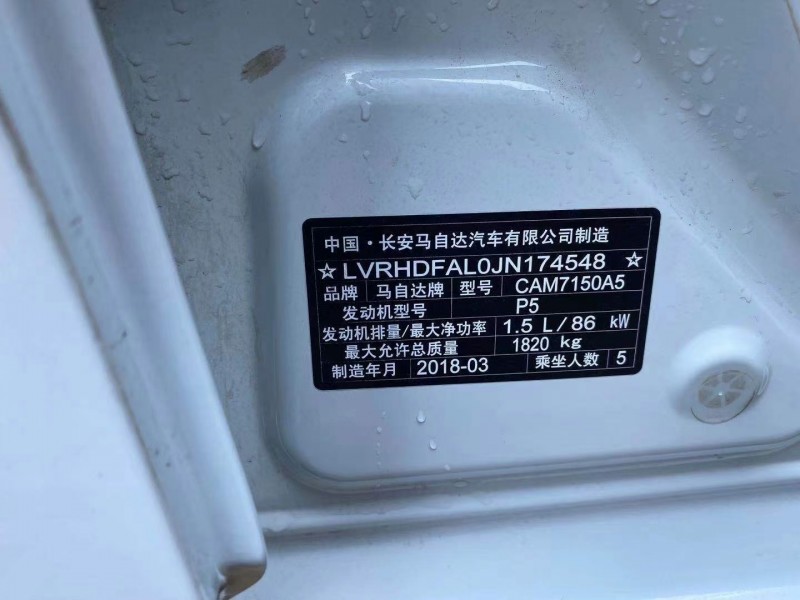 中国·长安马自达汽车有限公司制造
☆LVRHDFAL0JN174548☆
品牌 马自达牌 型号 CAM7150A5
发动机型号 P5
发动机排量/最大净功率 1.5 L/86 kW
最大允许总质量 1820 kg
制造年月 2018-03 乘坐人数 5